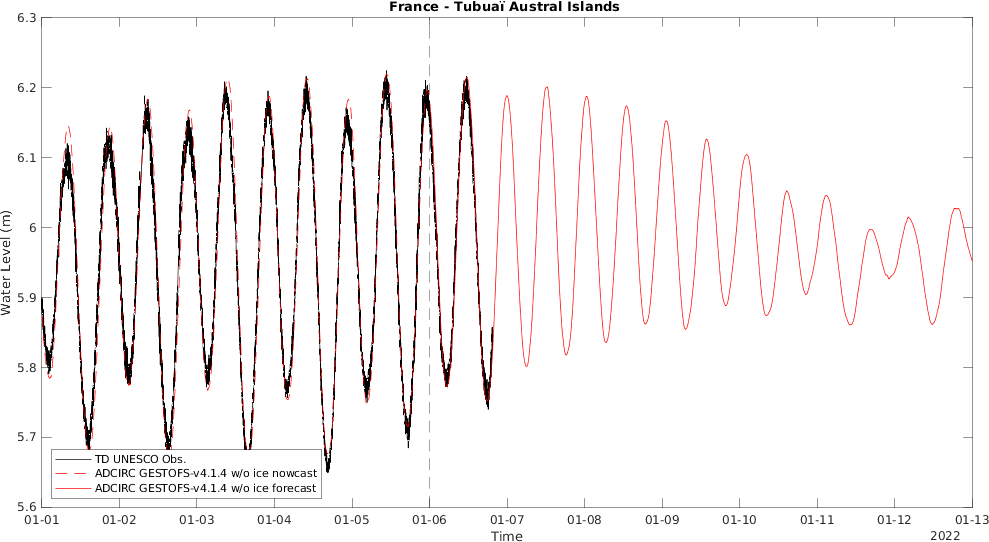 France - Tubuaï Austral Islands
6.3
6.2
6.1
6
5.9
5.8
5.7
5.6
Water Level (m)
TD UNESCO Obs.
ADCIRC GESTOFS-v4.1.4 w/o ice nowcast
ADCIRC GESTOFS-v4.1.4 w/o ice forecast
01-01 01-02 01-03 01-04 01-05 01-06 01-07 01-08 01-09 01-10 01-11 01-12 01-13
Time
2022